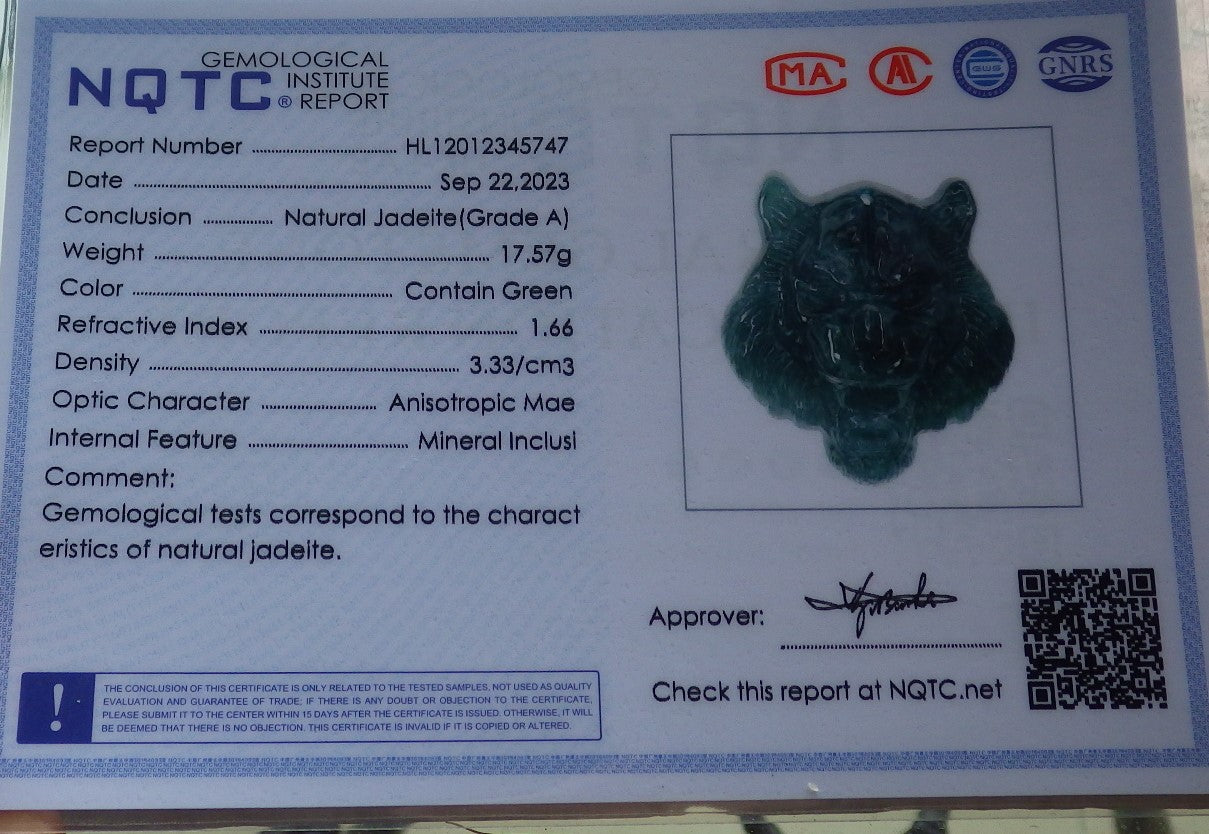 GEMOLOGICAL
NQTC® INSTITUTE
REPORT
MA
AL
GWS
GNRS
Report Number HL12012345747
Date Sep 22,2023
Conclusion Natural Jadeite(Grade A)
Weight 17.57g
Color Contain Green
Refractive Index 1.66
Density 3.33/cm3
Optic Character Anisotropic Mae
Internal Feature Mineral Inclusi
Comment:
Gemological tests correspond to the charact
eristics of natural jadeite.
Approver:
Check this report at NQTC.net
!
THE CONCLUSION OF THIS CERTIFICATE IS ONLY RELATED TO THE TESTED SAMPLES, NOT USED AS QUALITY
EVALUATION AND GUARANTEE OF TRADE; IF THERE IS ANY DOUBT OR OBJECTION TO THE CERTIFICATE,
PLEASE SUBMIT IT TO THE CENTER WITHIN 15 DAYS AFTER THE CERTIFICATE IS ISSUED. OTHERWISE, IT WILL
BE DEEMED THAT THERE IS NO OBJECTION. THIS CERTIFICATE IS INVALID IF IT IS COPIED OR ALTERED.